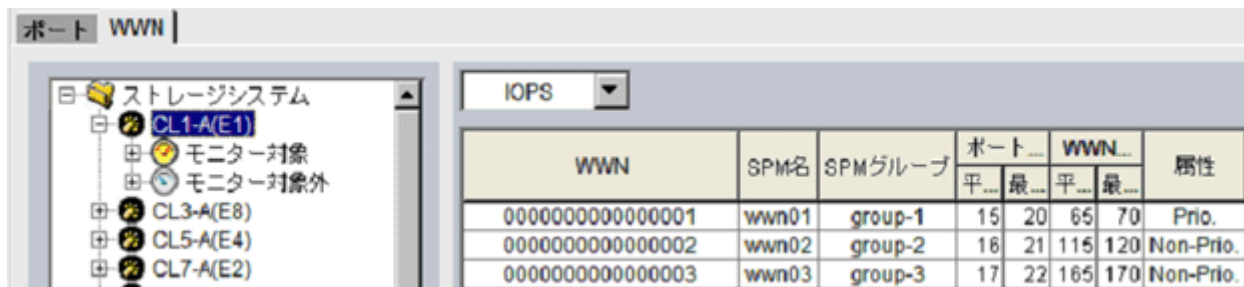 ポート WWN
ストレージシステム
CL1-A(E1)
モニター対象
モニター対象外
CL3-A(E8)
CL5-A(E4)
CL7-A(E2)
IOPS
WWN SPM名 SPMグループ ポート... WWN... 属性
平... 最... 平... 最...
0000000000000001 wwn01 group-1 15 20 65 70 Prio.
0000000000000002 wwn02 group-2 16 21 115 120 Non-Prio.
0000000000000003 wwn03 group-3 17 22 165 170 Non-Prio.